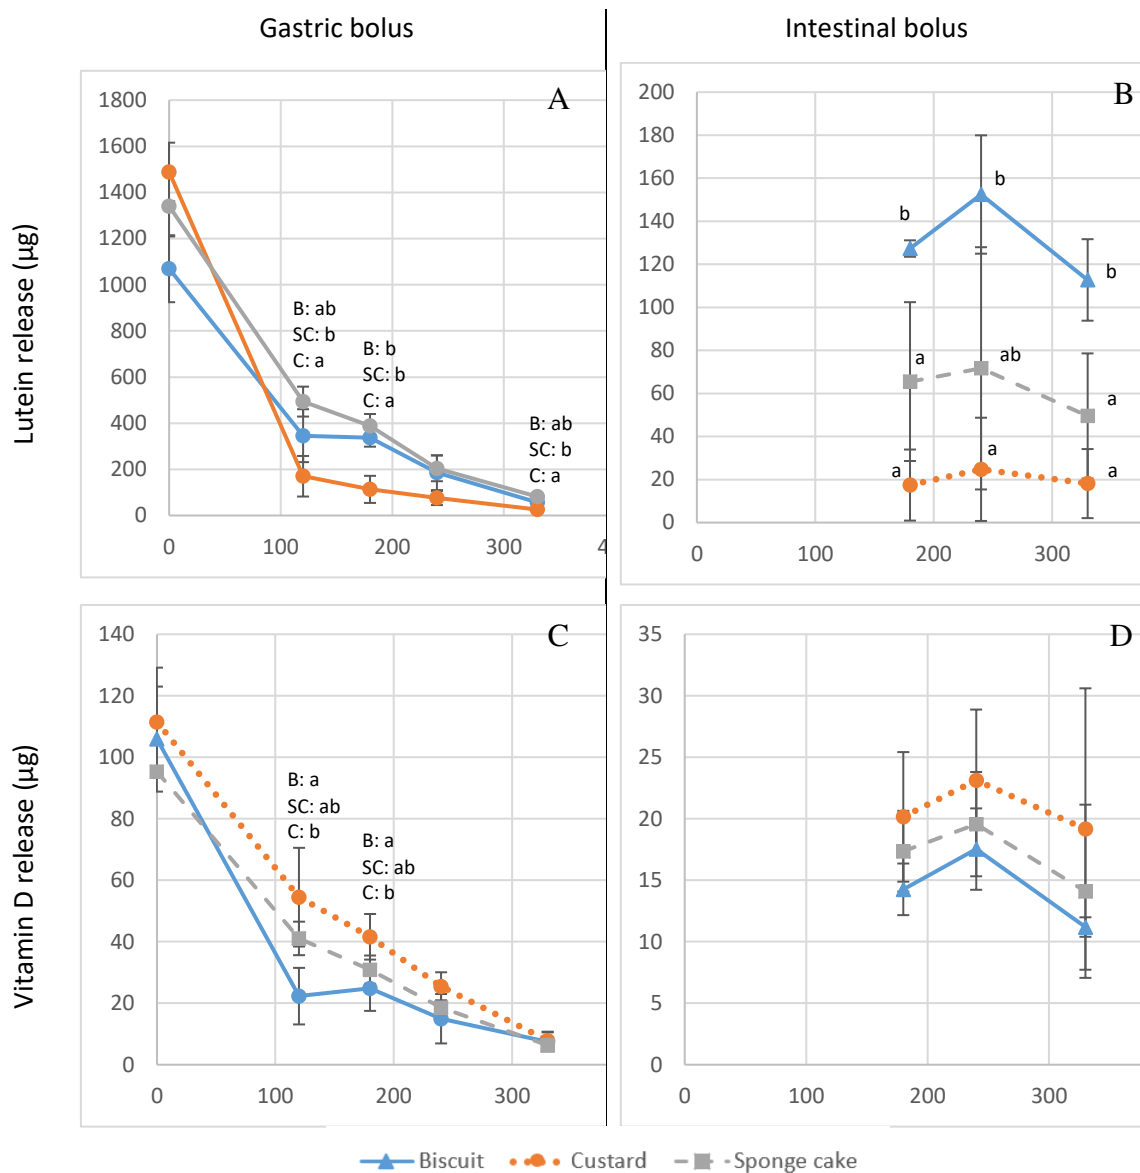 Gastric bolus
Intestinal bolus
Lutein release (µg)
A
1800
1600
1400
1200
1000
800
600
400
200
0
0
100
200
300
4
B: ab
SC: b
C: a
B: b
SC: b
C: a
B: ab
SC: b
C: a
B
200
180
160
140
120
100
80
60
40
20
0
0
100
200
300
b
b
b
a
ab
a
a
a
a
Vitamin D release (µg)
C
140
120
100
80
60
40
20
0
0
100
200
300
B: a
SC: ab
C: b
B: a
SC: ab
C: b
D
35
30
25
20
15
10
5
0
0
100
200
300
Biscuit
Custard
Sponge cake